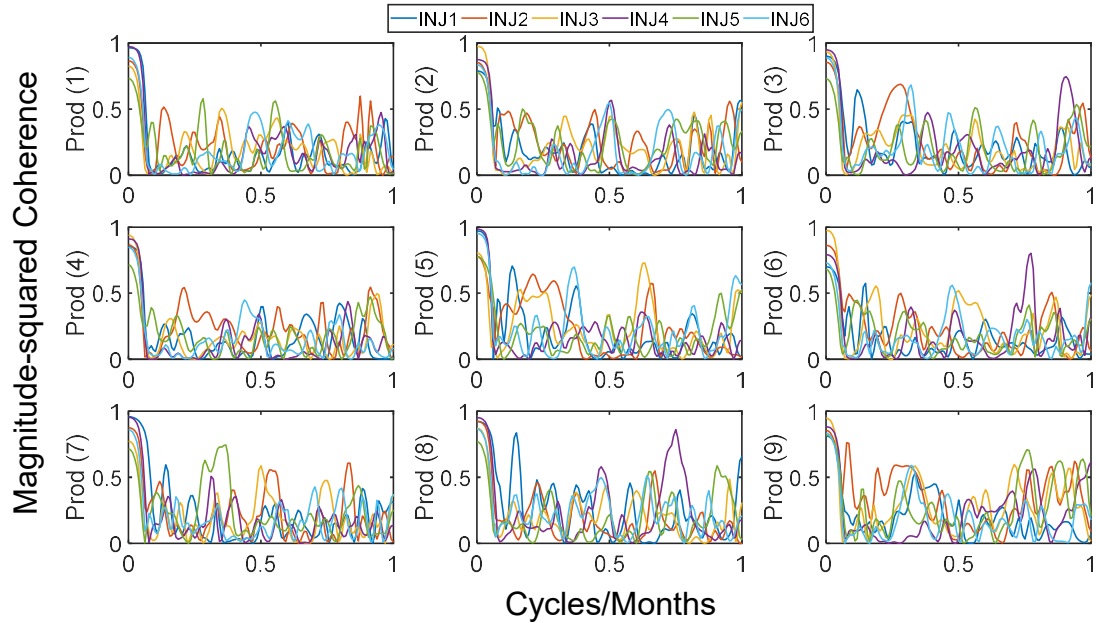 INJ1 INJ2 INJ3 INJ4 INJ5 INJ6
Magnitude-squared Coherence
Prod (1)
1
0.5
0
0 0.5 1
Prod (2)
1
0.5
0
0 0.5 1
Prod (3)
1
0.5
0
0 0.5 1
Prod (4)
1
0.5
0
0 0.5 1
Prod (5)
1
0.5
0
0 0.5 1
Prod (6)
1
0.5
0
0 0.5 1
Prod (7)
1
0.5
0
0 0.5 1
Prod (8)
1
0.5
0
0 0.5 1
Prod (9)
1
0.5
0
0 0.5 1
Cycles/Months